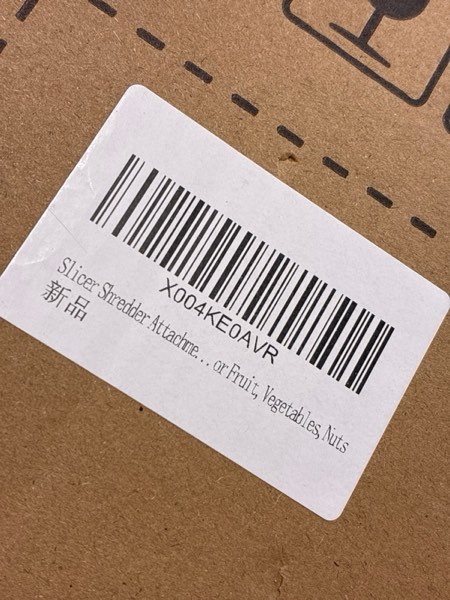 X004KE0AVR
Slicer Shredder Attachme... or Fruit, Vegetables, Nuts
新品